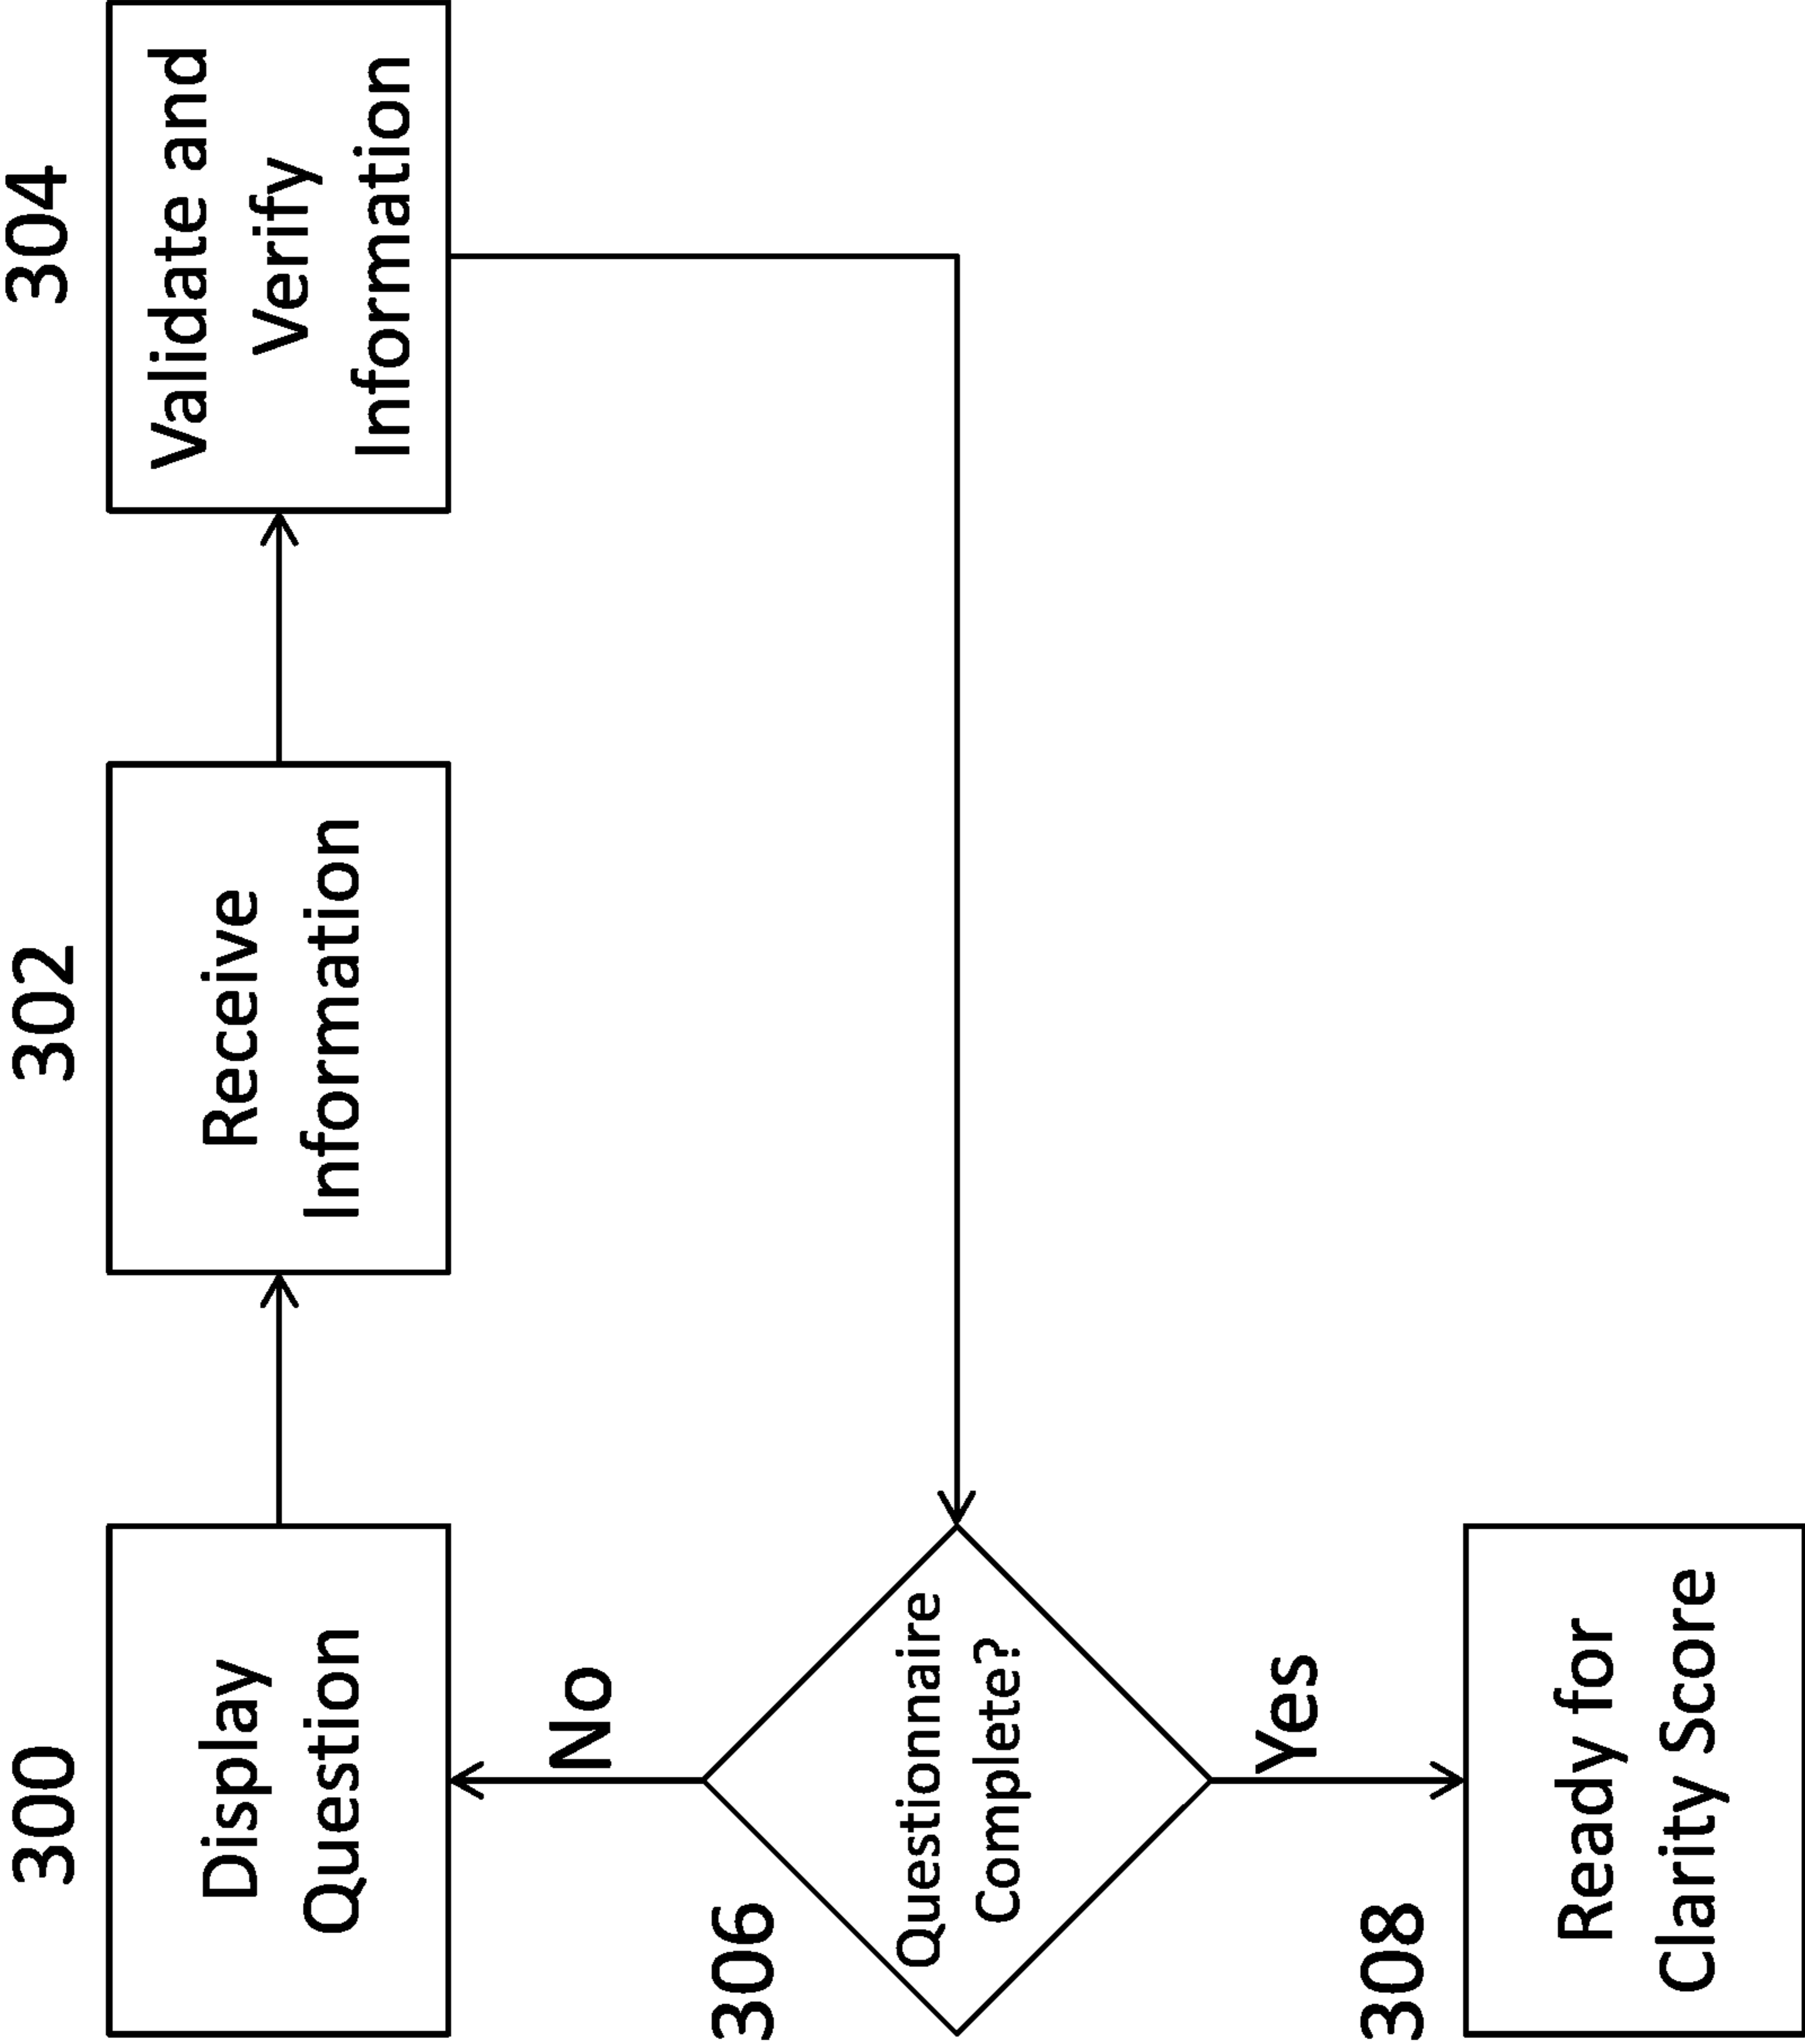 300
Display
Question
302
Receive
Information
304
Validate and
Verify
Information
No
306
Questionnaire
Complete?
Yes
308
Ready for
Clarity Score